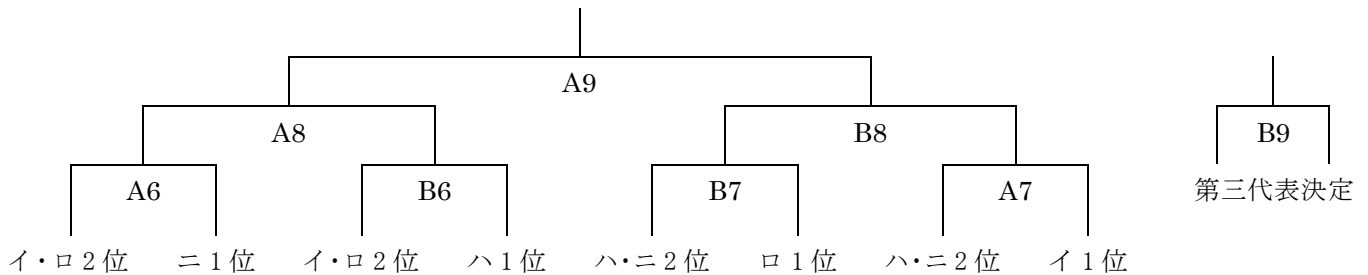 A9
A8 B8 B9
A6 B6 B7 A7 第三代表決定
イ・ロ2位 ニ1位 イ・ロ2位 ハ1位 ハ・ニ2位 ロ1位 ハ・ニ2位 イ1位